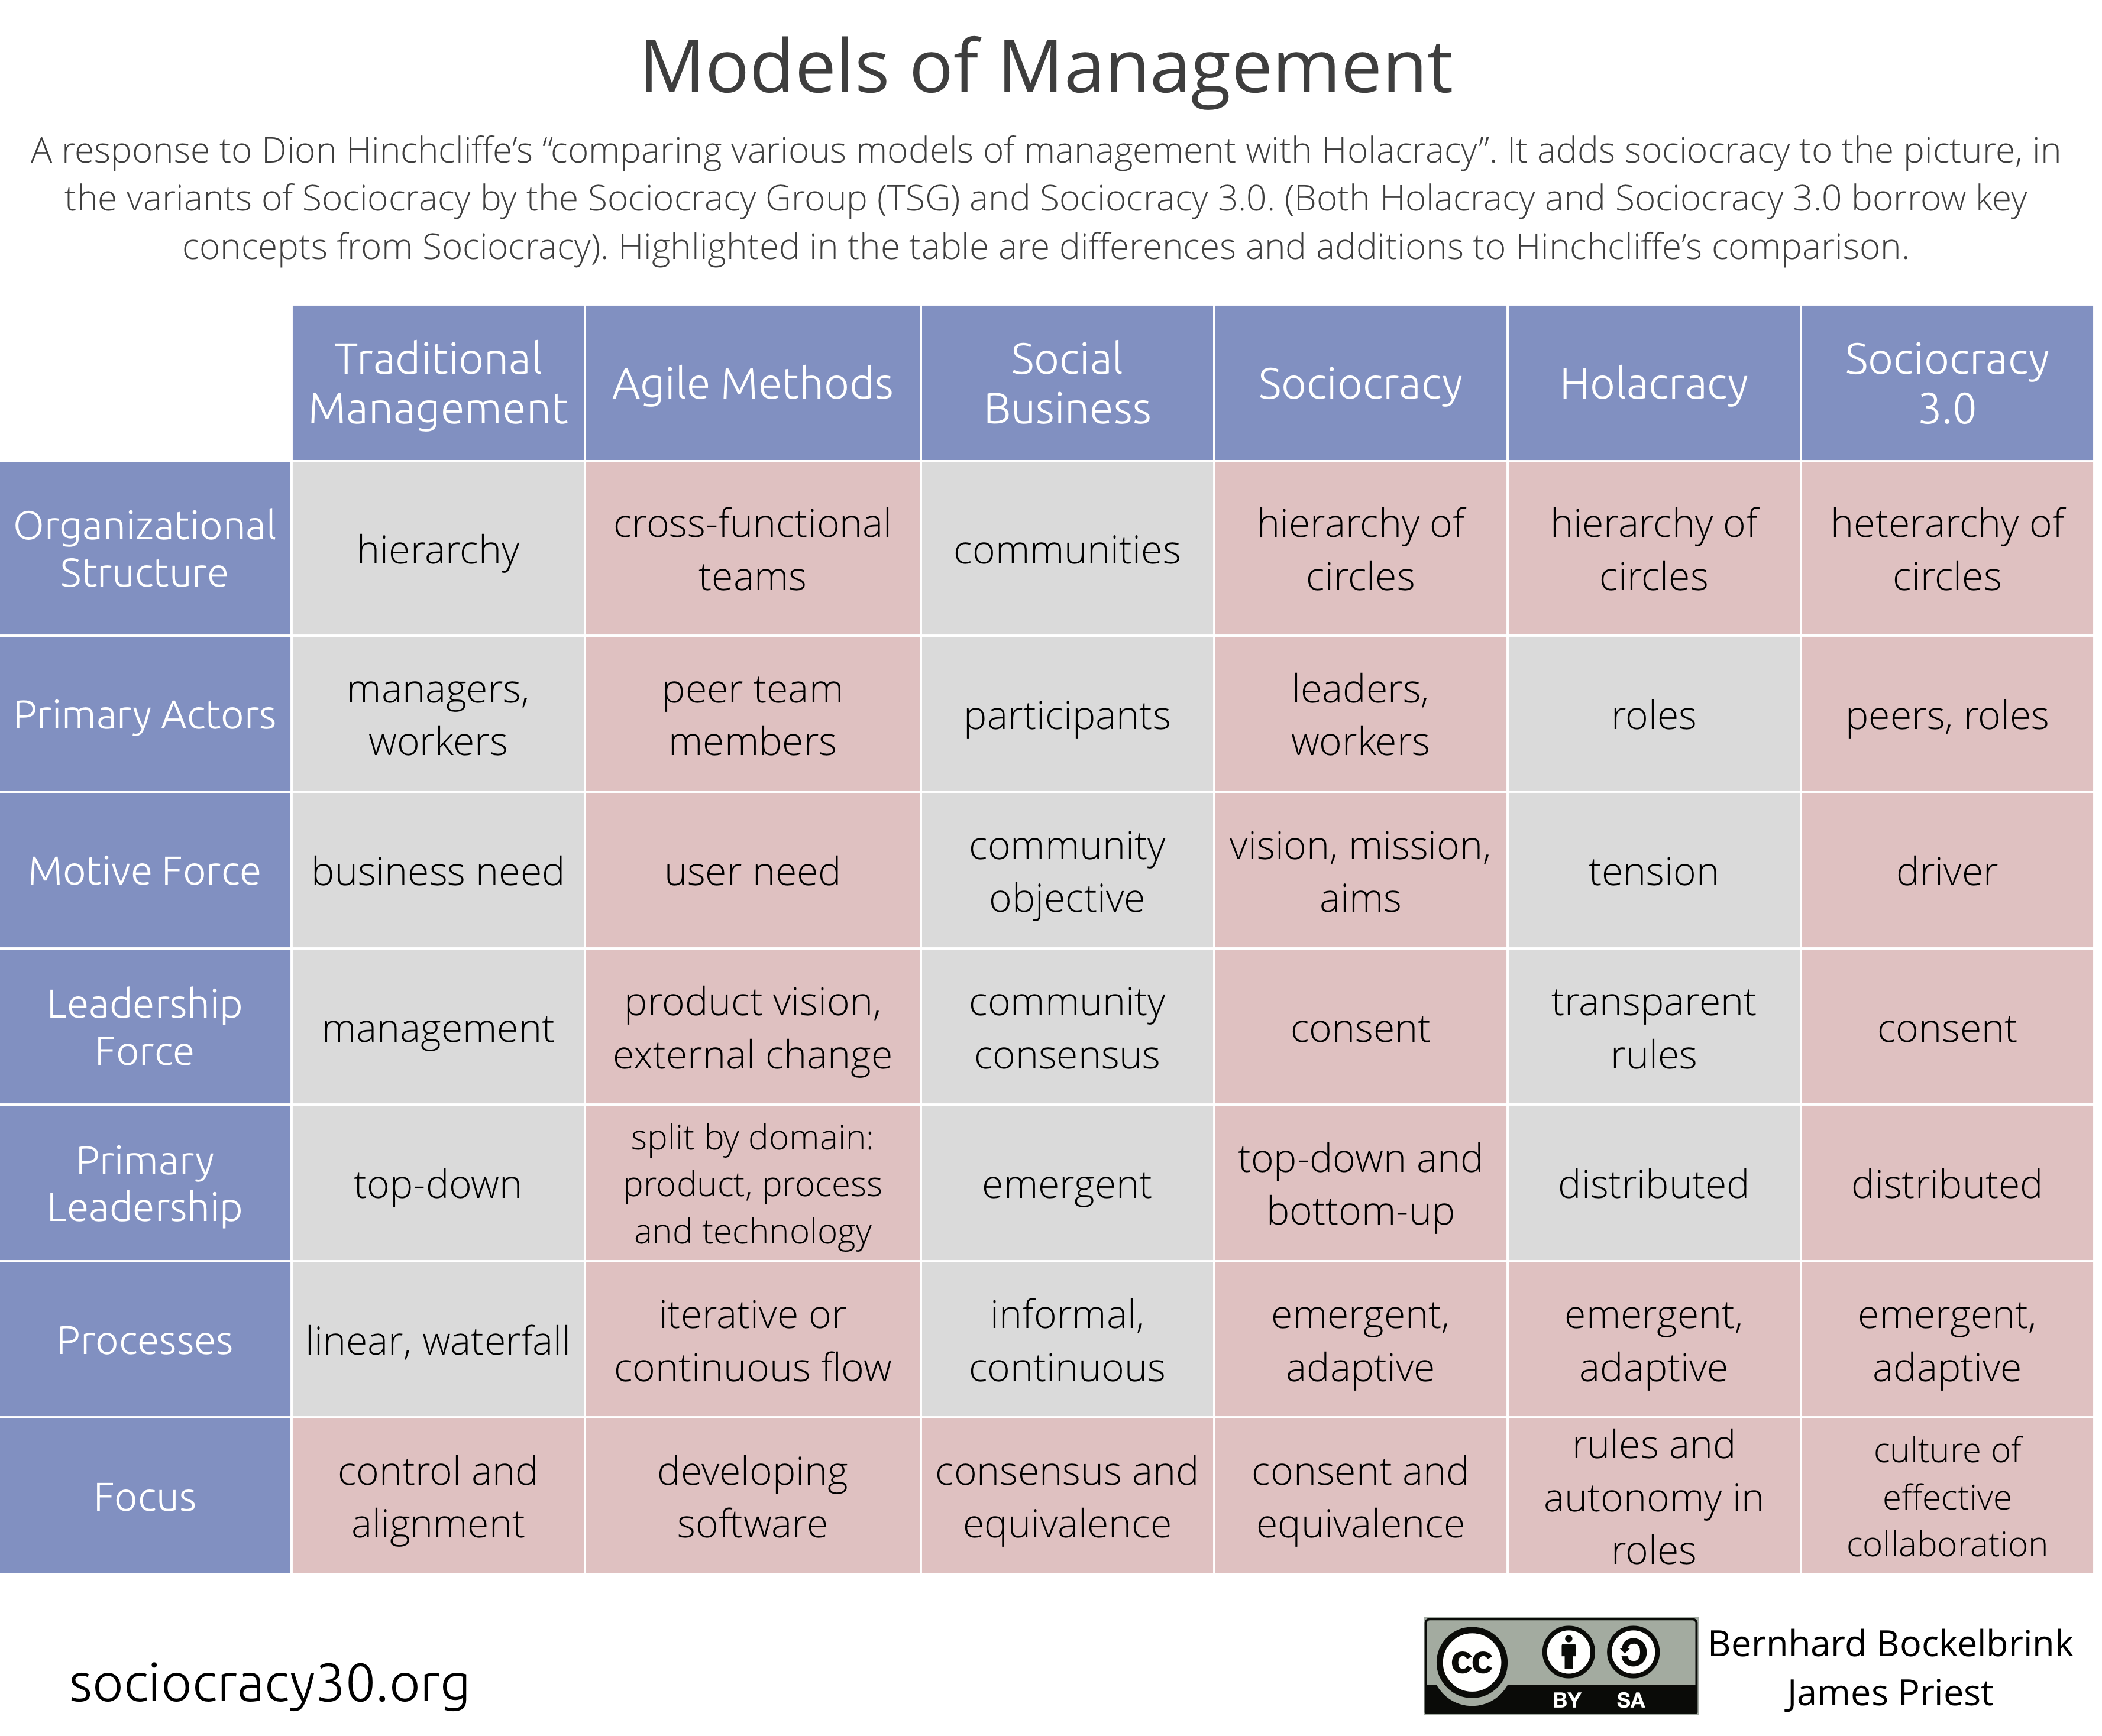 Models of Management
A response to Dion Hinchcliffe’s “comparing various models of management with Holacracy”. It adds sociocracy to the picture, in
the variants of Sociocracy by the Sociocracy Group (TSG) and Sociocracy 3.0. (Both Holacracy and Sociocracy 3.0 borrow key
concepts from Sociocracy). Highlighted in the table are differences and additions to Hinchcliffe’s comparison.
Traditional
Management
Agile Methods
Social
Business
Sociocracy
Holacracy
Sociocracy
3.0
Organizational
Structure
hierarchy
cross-functional
teams
communities
hierarchy of
circles
hierarchy of
circles
heterarchy of
circles
Primary Actors
managers,
workers
peer team
members
participants
leaders,
workers
roles
peers, roles
Motive Force
business need
user need
community
objective
vision, mission,
aims
tension
driver
Leadership
Force
management
product vision,
external change
community
consensus
consent
transparent
rules
consent
Primary
Leadership
top-down
split by domain:
product, process
and technology
emergent
top-down and
bottom-up
distributed
distributed
Processes
linear, waterfall
iterative or
continuous flow
informal,
continuous
emergent,
adaptive
emergent,
adaptive
emergent,
adaptive
Focus
control and
alignment
developing
software
consensus and
equivalence
consent and
equivalence
rules and
autonomy in
roles
culture of
effective
collaboration
sociocracy30.org
cc
BY SA
Bernhard Bockelbrink
James Priest